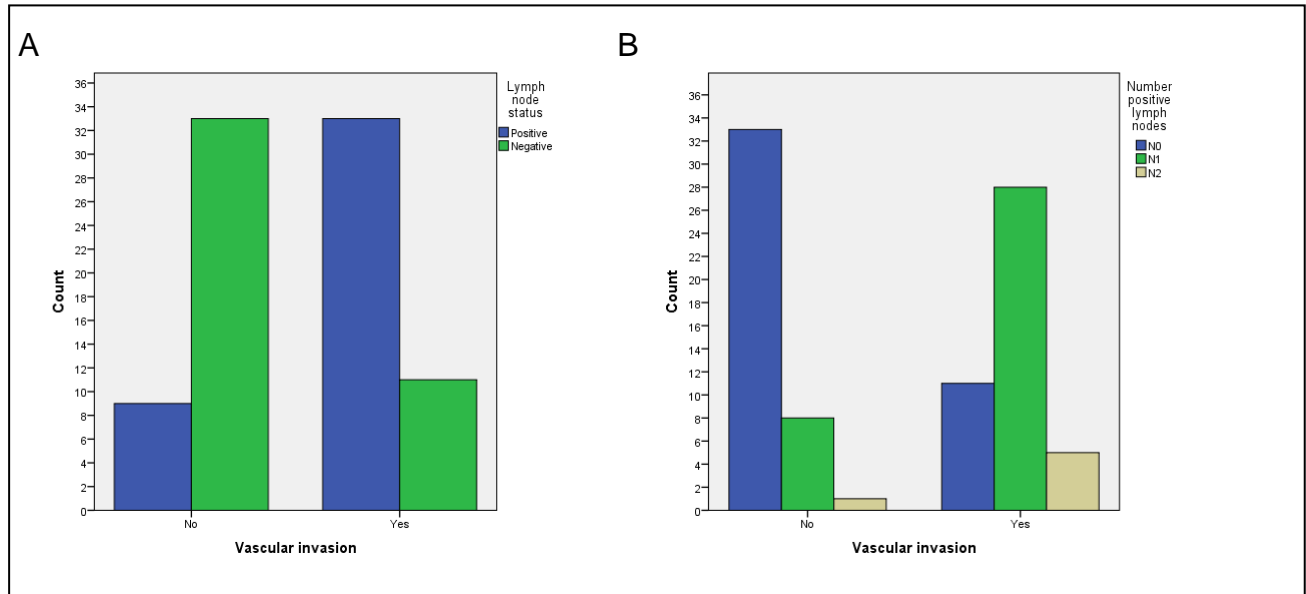 A
Lymph
node
status
Positive
Negative
36
34
32
30
28
26
24
22
20
18
16
14
12
10
8
6
4
2
0
Count
No
Yes
Vascular invasion
B
Number
positive
lymph
nodes
N0
N1
N2
36
34
32
30
28
26
24
22
20
18
16
14
12
10
8
6
4
2
0
Count
No
Yes
Vascular invasion